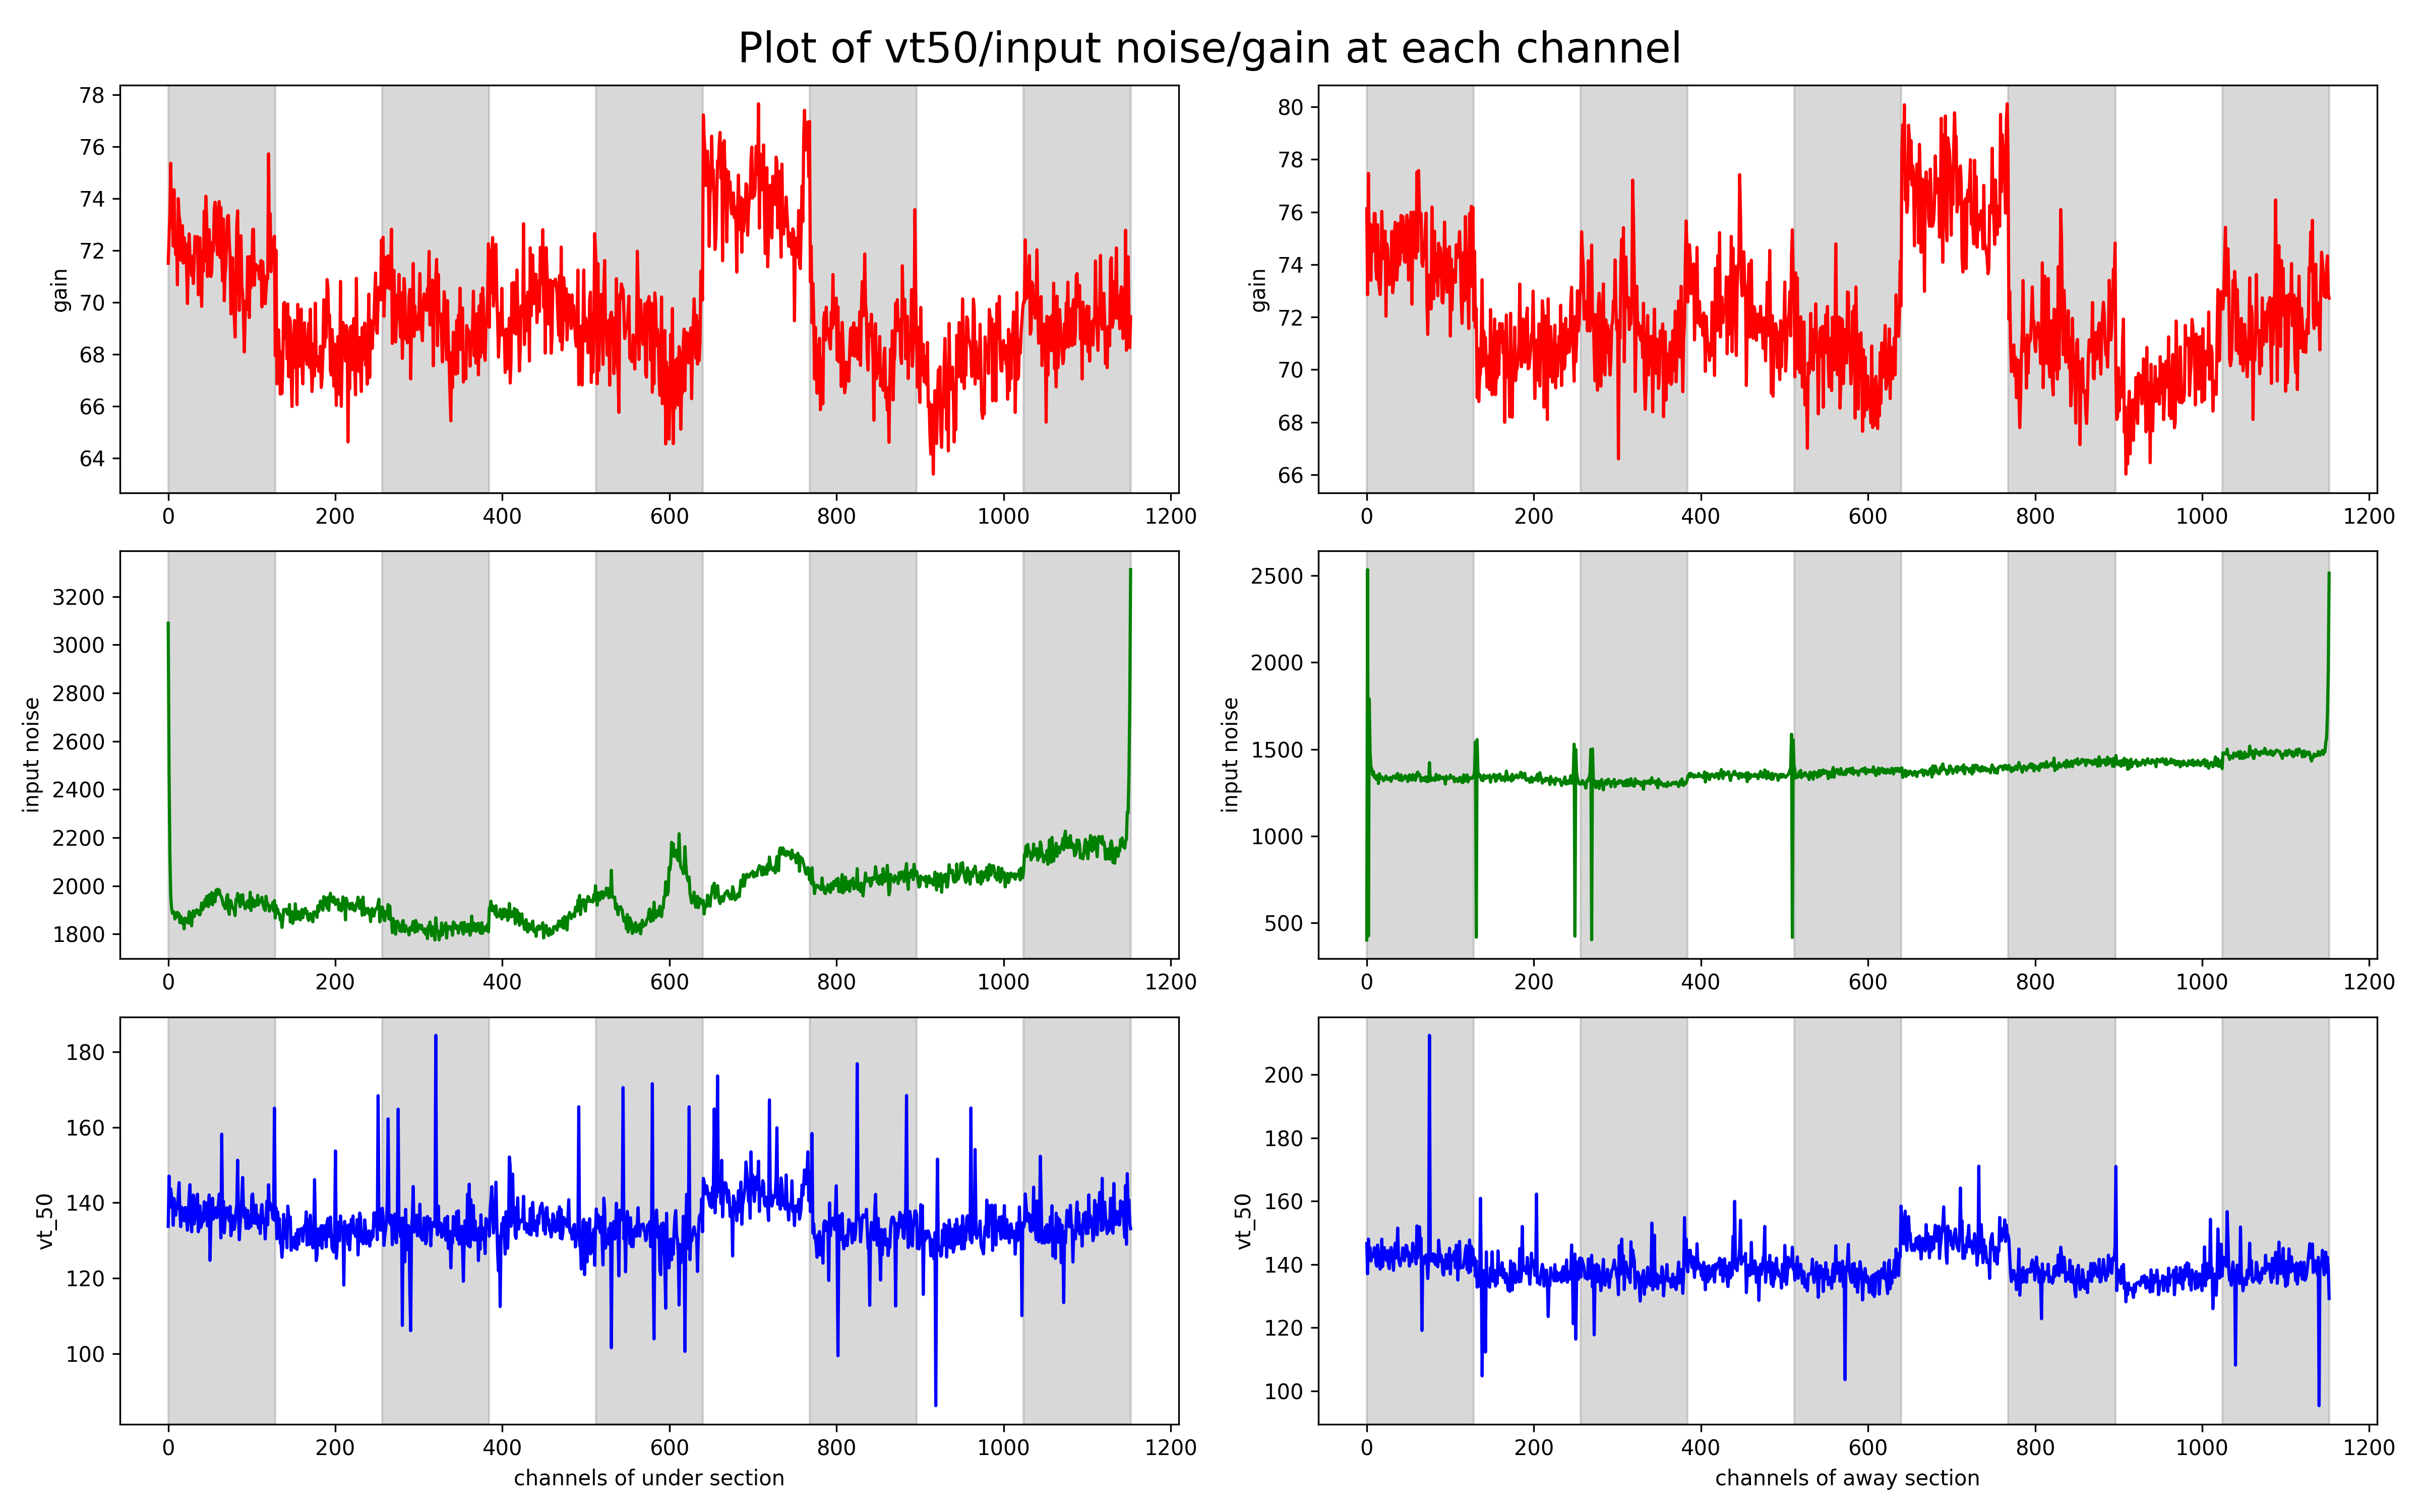 Plot of vt50/input noise/gain at each channel
gain
78
76
74
72
70
68
66
64
0 200 400 600 800 1000 1200
gain
80
78
76
74
72
70
68
66
0 200 400 600 800 1000 1200
input noise
3200
3000
2800
2600
2400
2200
2000
1800
0 200 400 600 800 1000 1200
input noise
2500
2000
1500
1000
500
0 200 400 600 800 1000 1200
vt_50
180
160
140
120
100
0 200 400 600 800 1000 1200
channels of under section
vt_50
200
180
160
140
120
100
0 200 400 600 800 1000 1200
channels of away section